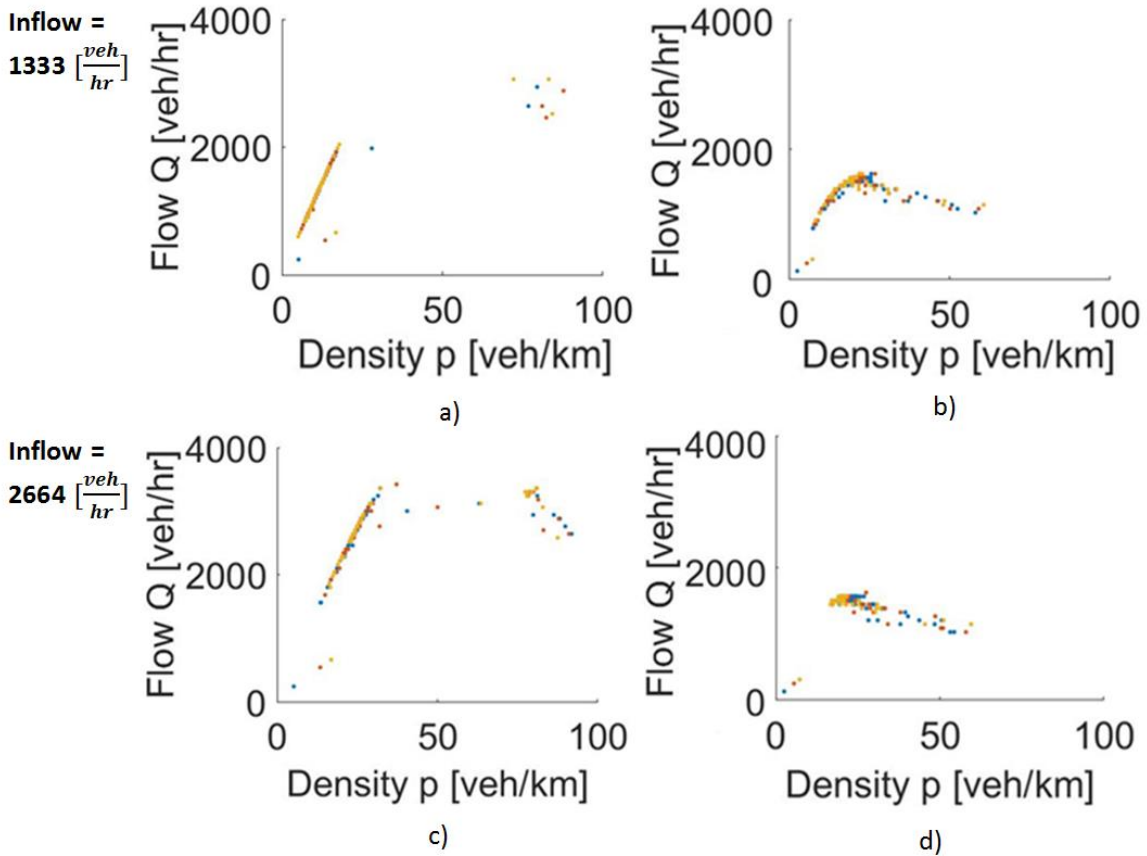 Inflow =
1333 [veh/hr]
Flow Q [veh/hr]
4000
2000
0
0 50 100
Density p [veh/km]
a)
Flow Q [veh/hr]
4000
2000
0
0 50 100
Density p [veh/km]
b)
Inflow =
2664 [veh/hr]
Flow Q [veh/hr]
4000
2000
0
0 50 100
Density p [veh/km]
c)
Flow Q [veh/hr]
4000
2000
0
0 50 100
Density p [veh/km]
d)